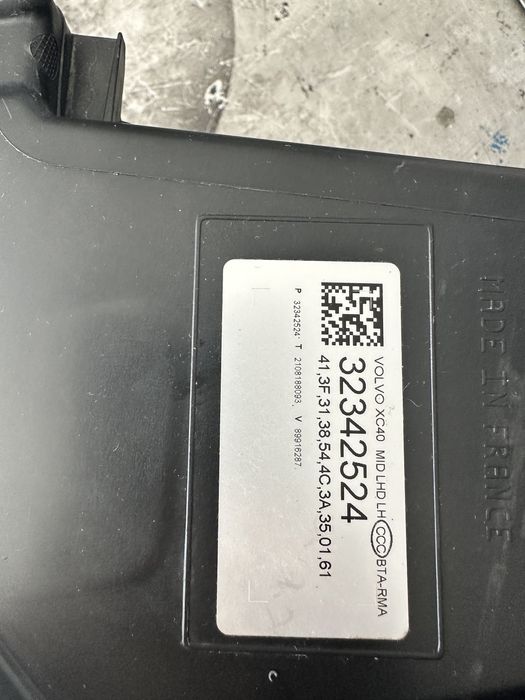 MADE IN FRANCE
VOLVO XC40 MID LHD LH CCC BTA-RMA
32342524
41,3F,31,38,54,4C,3A,35,01,61
P 32342524' T 2108188093. V 89916287.